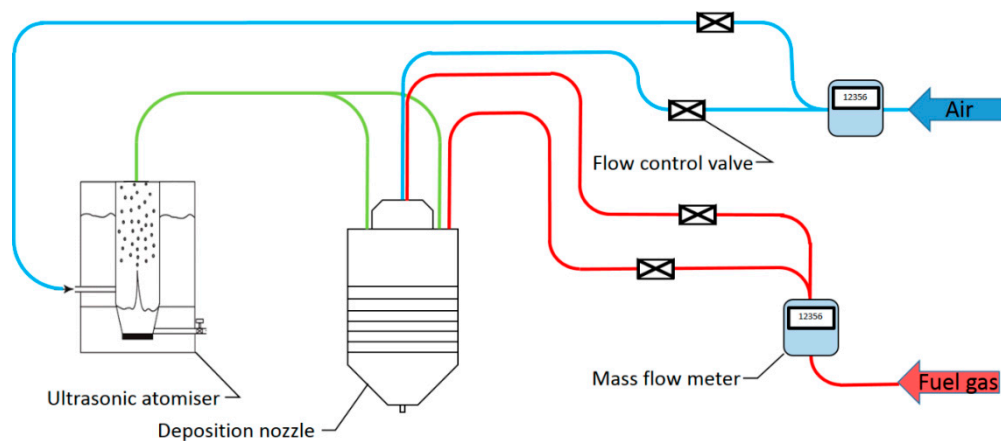 12356
Air
Flow control valve
12356
Mass flow meter
Fuel gas
Ultrasonic atomiser
Deposition nozzle